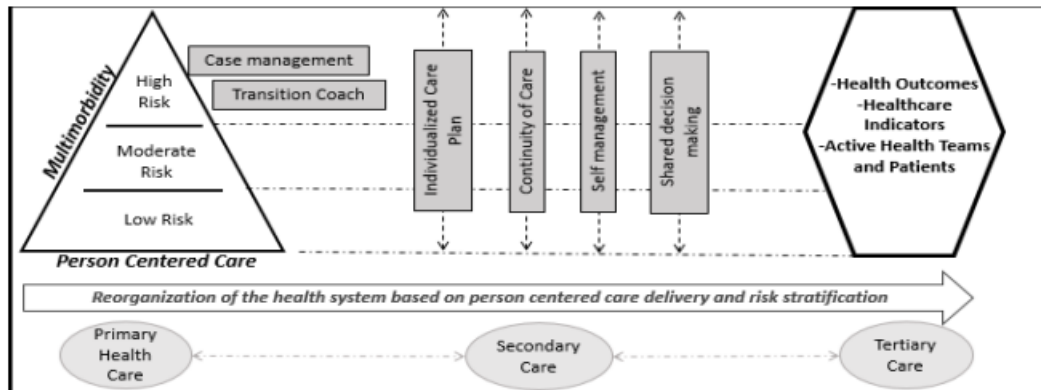 Multimorbidity
High
Risk
Moderate
Risk
Low Risk
Person Centered Care
Case management
Transition Coach
Individualized Care
Plan
Continuity of Care
Self management
Shared decision
making
-Health Outcomes
-Healthcare
Indicators
-Active Health Teams
and Patients
Reorganization of the health system based on person centered care delivery and risk stratification
Primary
Health
Care
Secondary
Care
Tertiary
Care